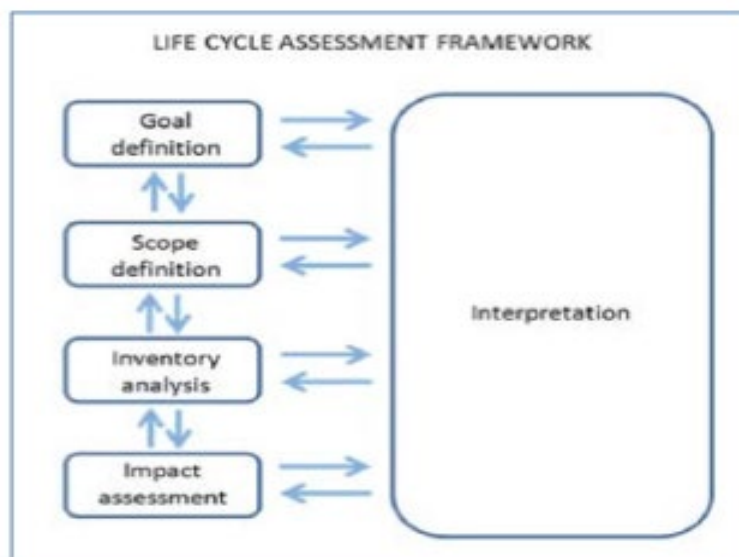 LIFE CYCLE ASSESSMENT FRAMEWORK
Goal
definition
Scope
definition
Inventory
analysis
Impact
assessment
Interpretation